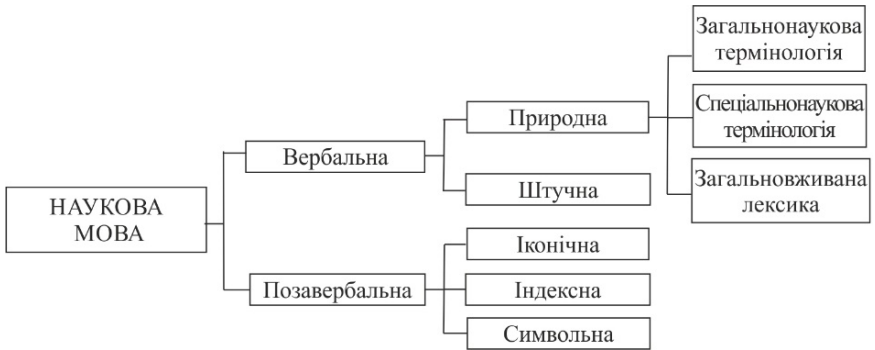 Загальнонаукова
термінологія
Природна
Спеціальнонаукова
термінологія
Вербальна
Штучна
Загальновживана
лексика
НАУКОВА
МОВА
Іконічна
Позавербальна
Індексна
Символьна